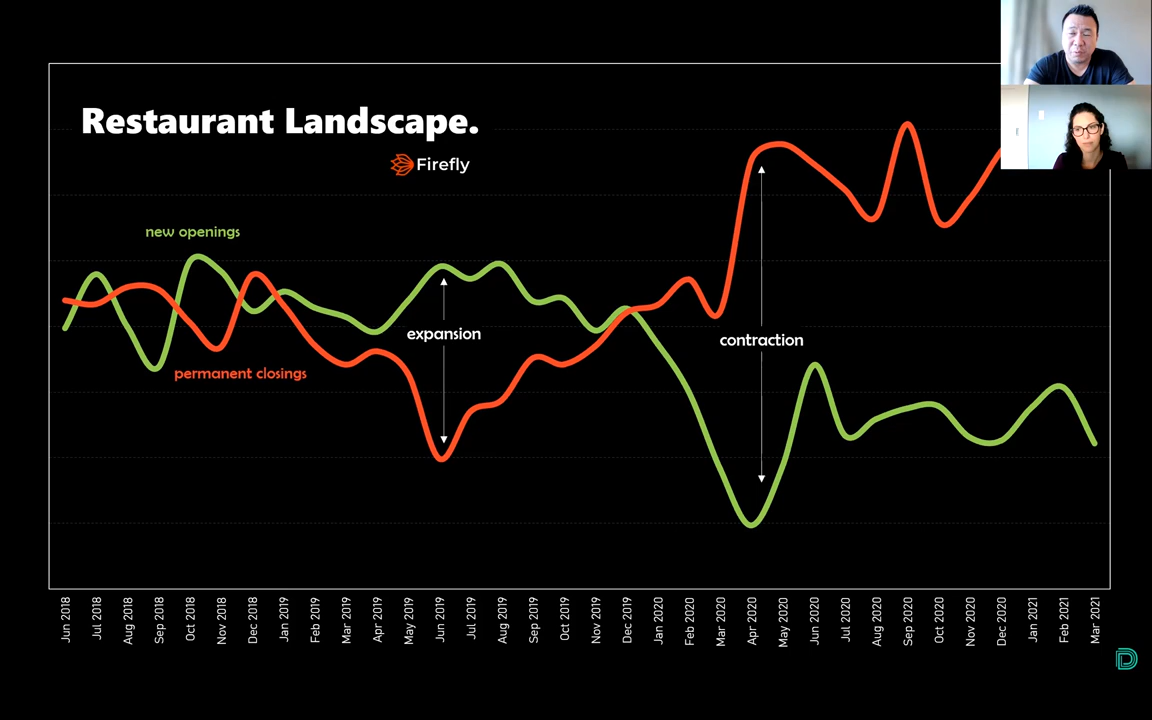 Restaurant Landscape.
Firefly
new openings
expansion
contraction
permanent closings
Jun 2018
Jul 2018
Aug 2018
Sep 2018
Oct 2018
Nov 2018
Dec 2018
Jan 2019
Feb 2019
Mar 2019
Apr 2019
May 2019
Jun 2019
Jul 2019
Aug 2019
Sep 2019
Oct 2019
Nov 2019
Dec 2019
Jan 2020
Feb 2020
Mar 2020
Apr 2020
May 2020
Jun 2020
Jul 2020
Aug 2020
Sep 2020
Oct 2020
Nov 2020
Dec 2020
Jan 2021
Feb 2021
Mar 2021